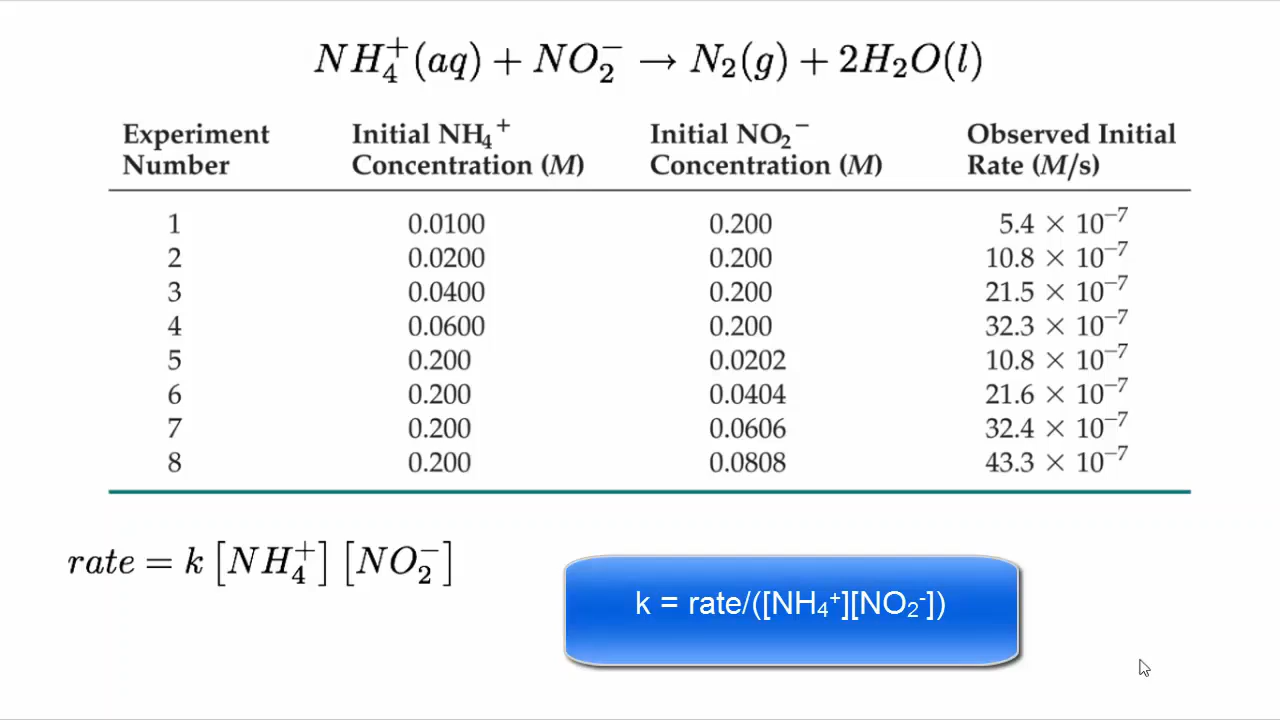 NH₄⁺(aq) + NO₂⁻ → N₂(g) + 2H₂O(l)
Experiment Number Initial NH₄⁺ Concentration (M) Initial NO₂⁻ Concentration (M) Observed Initial Rate (M/s)
1 0.0100 0.200 5.4 × 10⁻⁷
2 0.0200 0.200 10.8 × 10⁻⁷
3 0.0400 0.200 21.5 × 10⁻⁷
4 0.0600 0.200 32.3 × 10⁻⁷
5 0.200 0.0202 10.8 × 10⁻⁷
6 0.200 0.0404 21.6 × 10⁻⁷
7 0.200 0.0606 32.4 × 10⁻⁷
8 0.200 0.0808 43.3 × 10⁻⁷
rate = k [NH₄⁺] [NO₂⁻]
k = rate/([NH₄⁺][NO₂⁻])